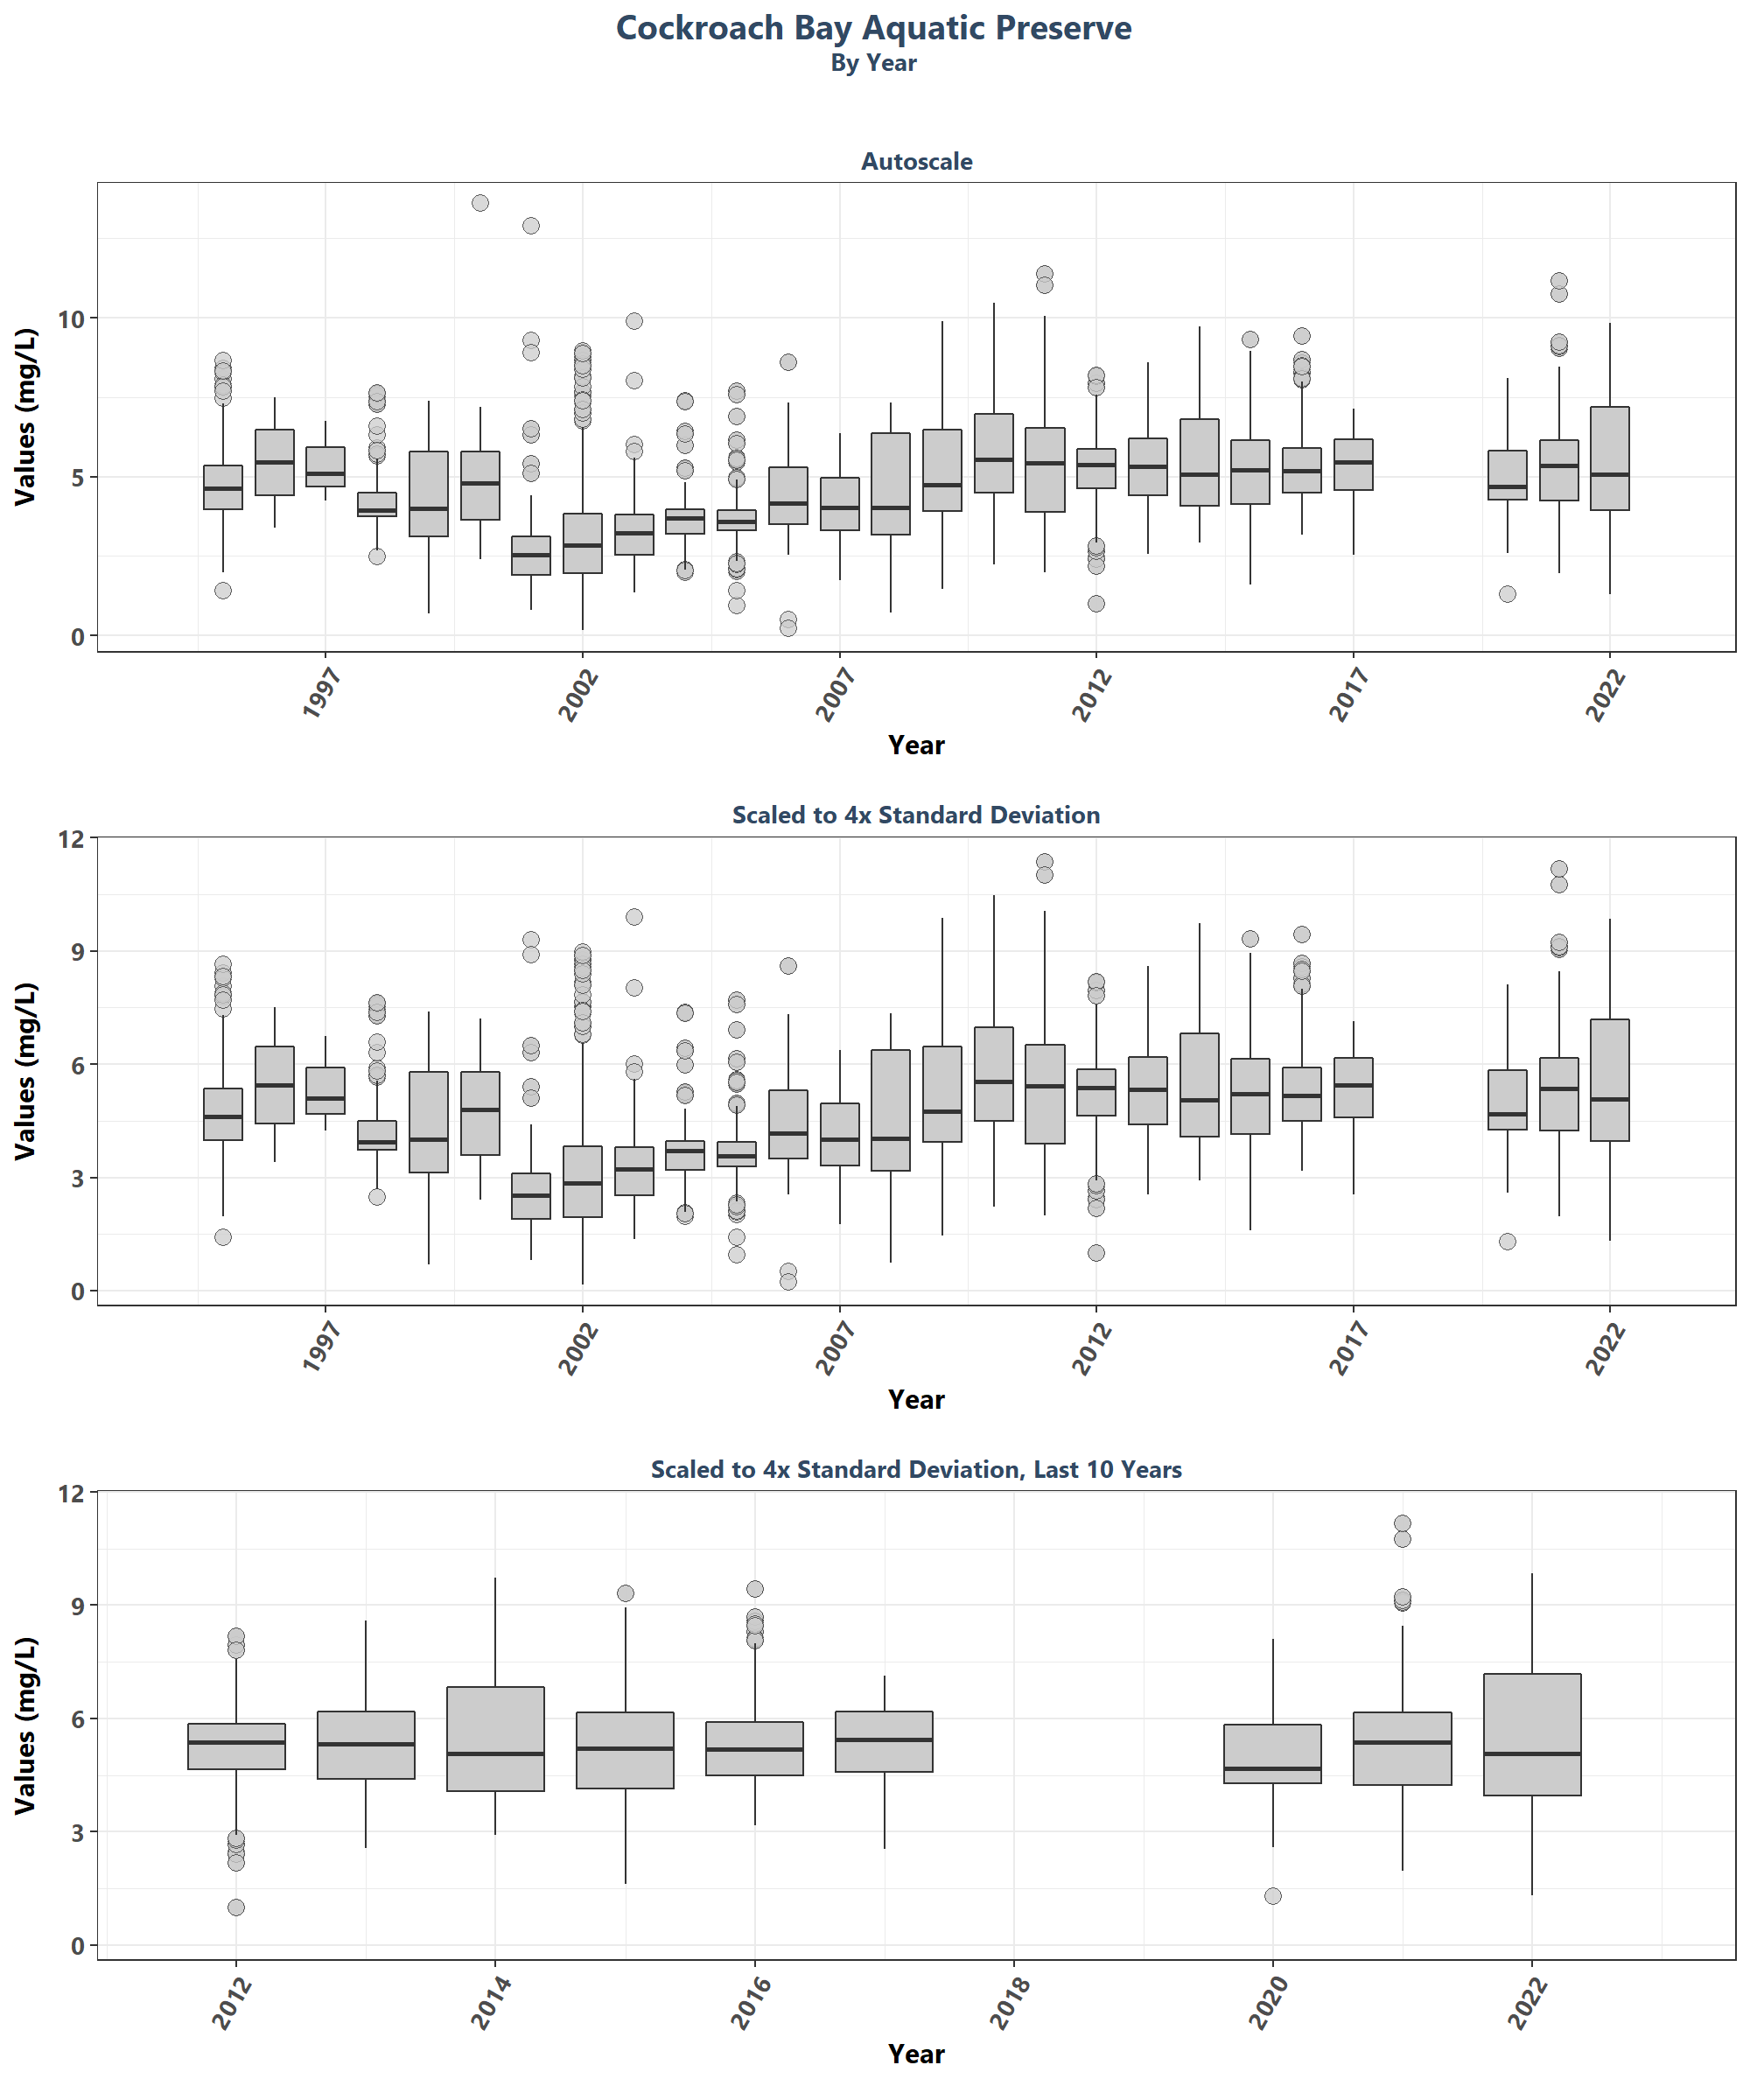 Cockroach Bay Aquatic Preserve
By Year
Autoscale
Values (mg/L)
10
5
0
1997
2002
2007
2012
2017
2022
Year
Scaled to 4x Standard Deviation
Values (mg/L)
12
9
6
3
0
1997
2002
2007
2012
2017
2022
Year
Scaled to 4x Standard Deviation, Last 10 Years
Values (mg/L)
12
9
6
3
0
2012
2014
2016
2018
2020
2022
Year